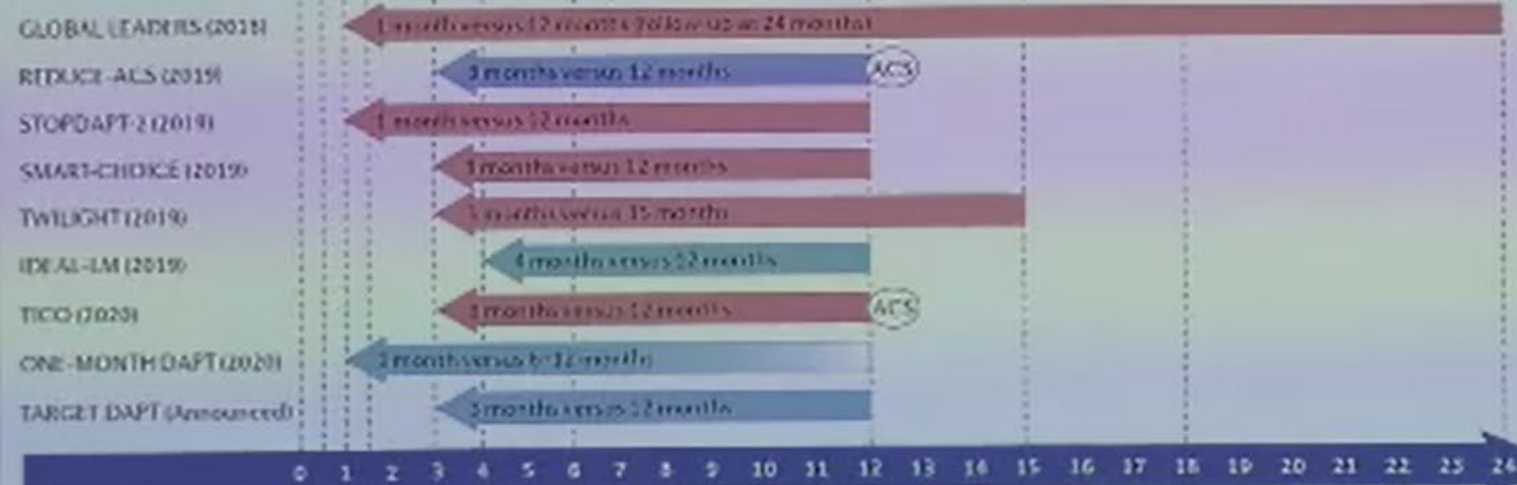 GLOBAL LEADERS (2018)
1 month versus 12 months (follow up at 24 months)
REDUCE-ACS (2019)
3 months versus 12 months
ACS
STOPDAPT-2 (2019)
1 month versus 12 months
SMART-CHOICE (2019)
3 months versus 12 months
TWILIGHT (2019)
3 months versus 15 months
IDEAL-LM (2019)
4 months versus 12 months
TICO (2020)
3 months versus 12 months
ACS
ONE-MONTH DAPT (2020)
1 month versus 6-12 months
TARGET DAPT (Announced)
3 months versus 12 months
0 1 2 3 4 5 6 7 8 9 10 11 12 13 14 15 16 17 18 19 20 21 22 23 24